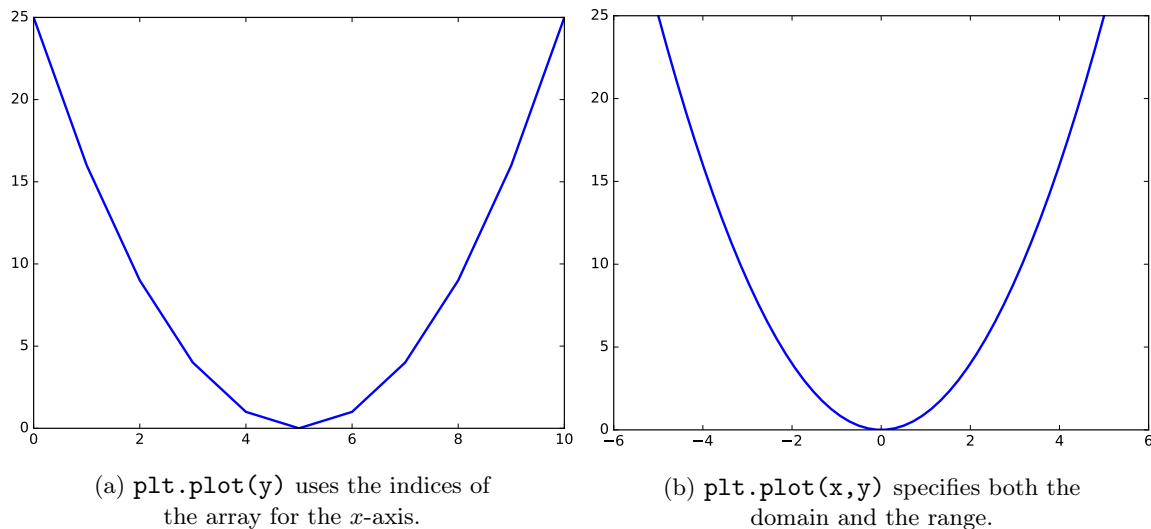 25
20
15
10
5
0
0 2 4 6 8 10
(a) plt.plot(y) uses the indices of
the array for the x-axis.
25
20
15
10
5
0
−6 −4 −2 0 2 4 6
(b) plt.plot(x,y) specifies both the
domain and the range.